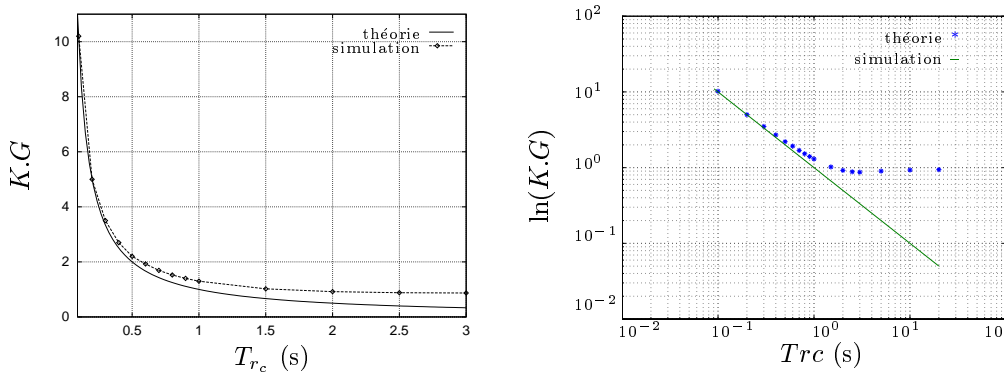 10
8
6
4
2
0
0.5
1
1.5
2
2.5
3
K.G
T_{r_c} (s)
théorie
simulation
10^2
10^1
10^0
10^{-1}
10^{-2}
10^{-2}
10^{-1}
10^0
10^1
ln(K.G)
Trc (s)
théorie
simulation